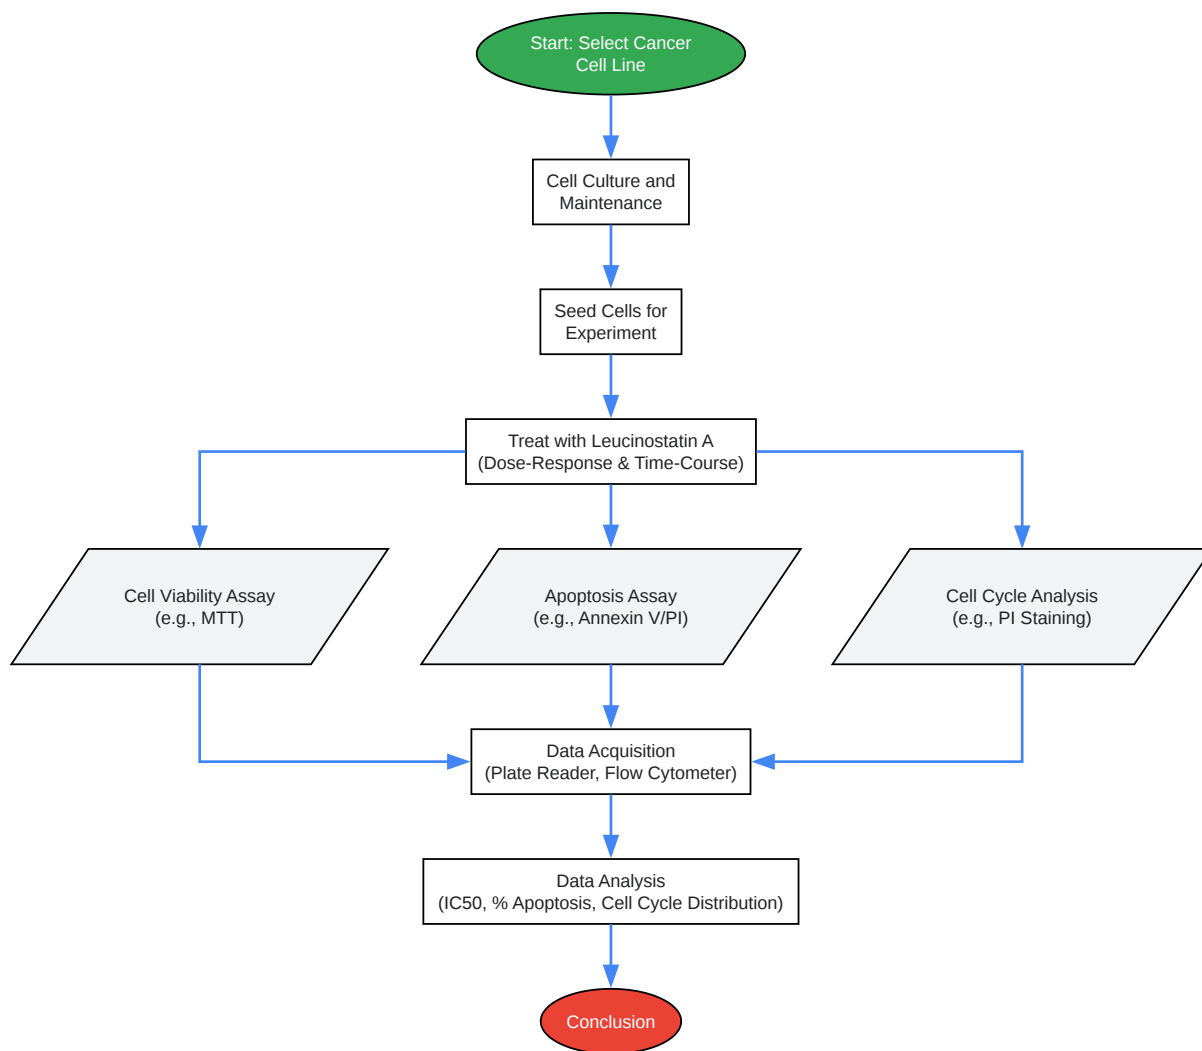 Start: Select Cancer
Cell Line
Cell Culture and
Maintenance
Seed Cells for
Experiment
Treat with Leucinostatin A
(Dose-Response & Time-Course)
Cell Viability Assay
(e.g., MTT)
Apoptosis Assay
(e.g., Annexin V/PI)
Cell Cycle Analysis
(e.g., PI Staining)
Data Acquisition
(Plate Reader, Flow Cytometer)
Data Analysis
(IC50, % Apoptosis, Cell Cycle Distribution)
Conclusion